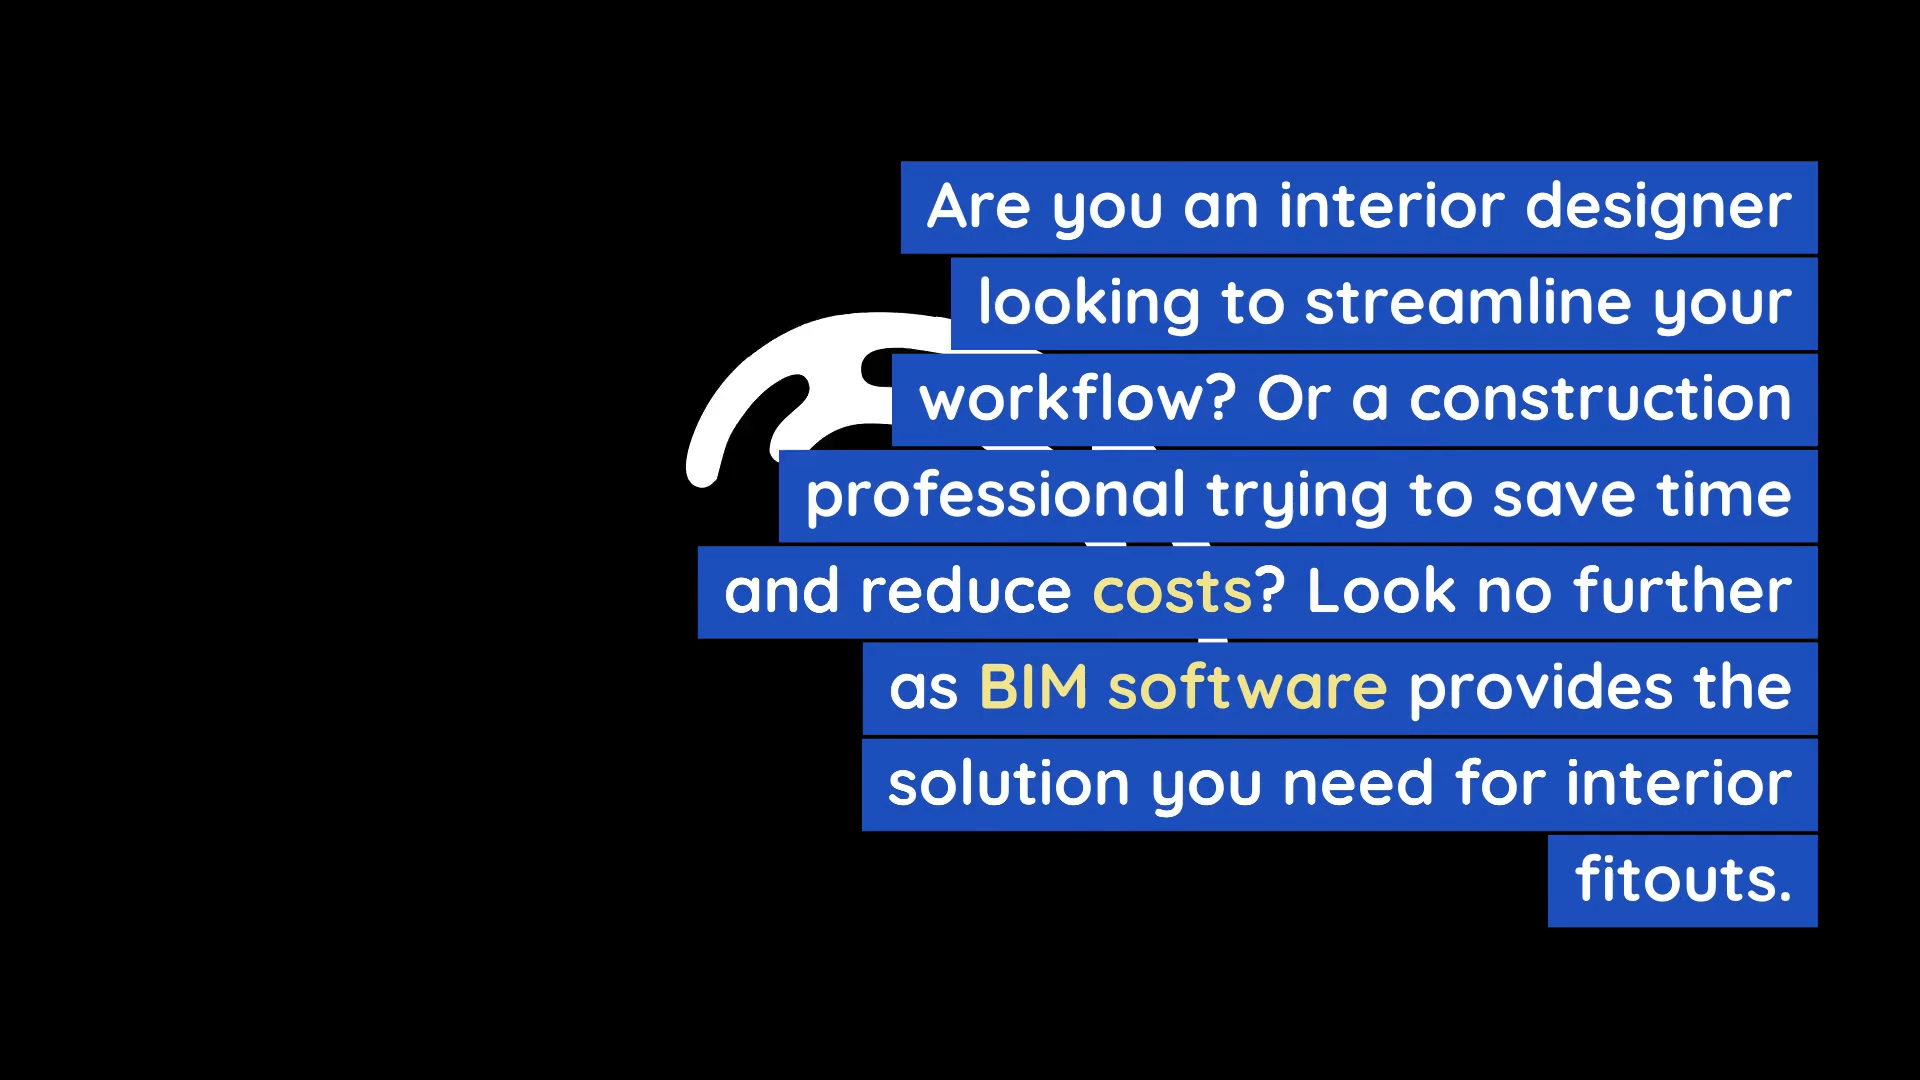 Are you an interior designer
looking to streamline your
workflow? Or a construction
professional trying to save time
and reduce costs? Look no further
as BIM software provides the
solution you need for interior
fitouts.